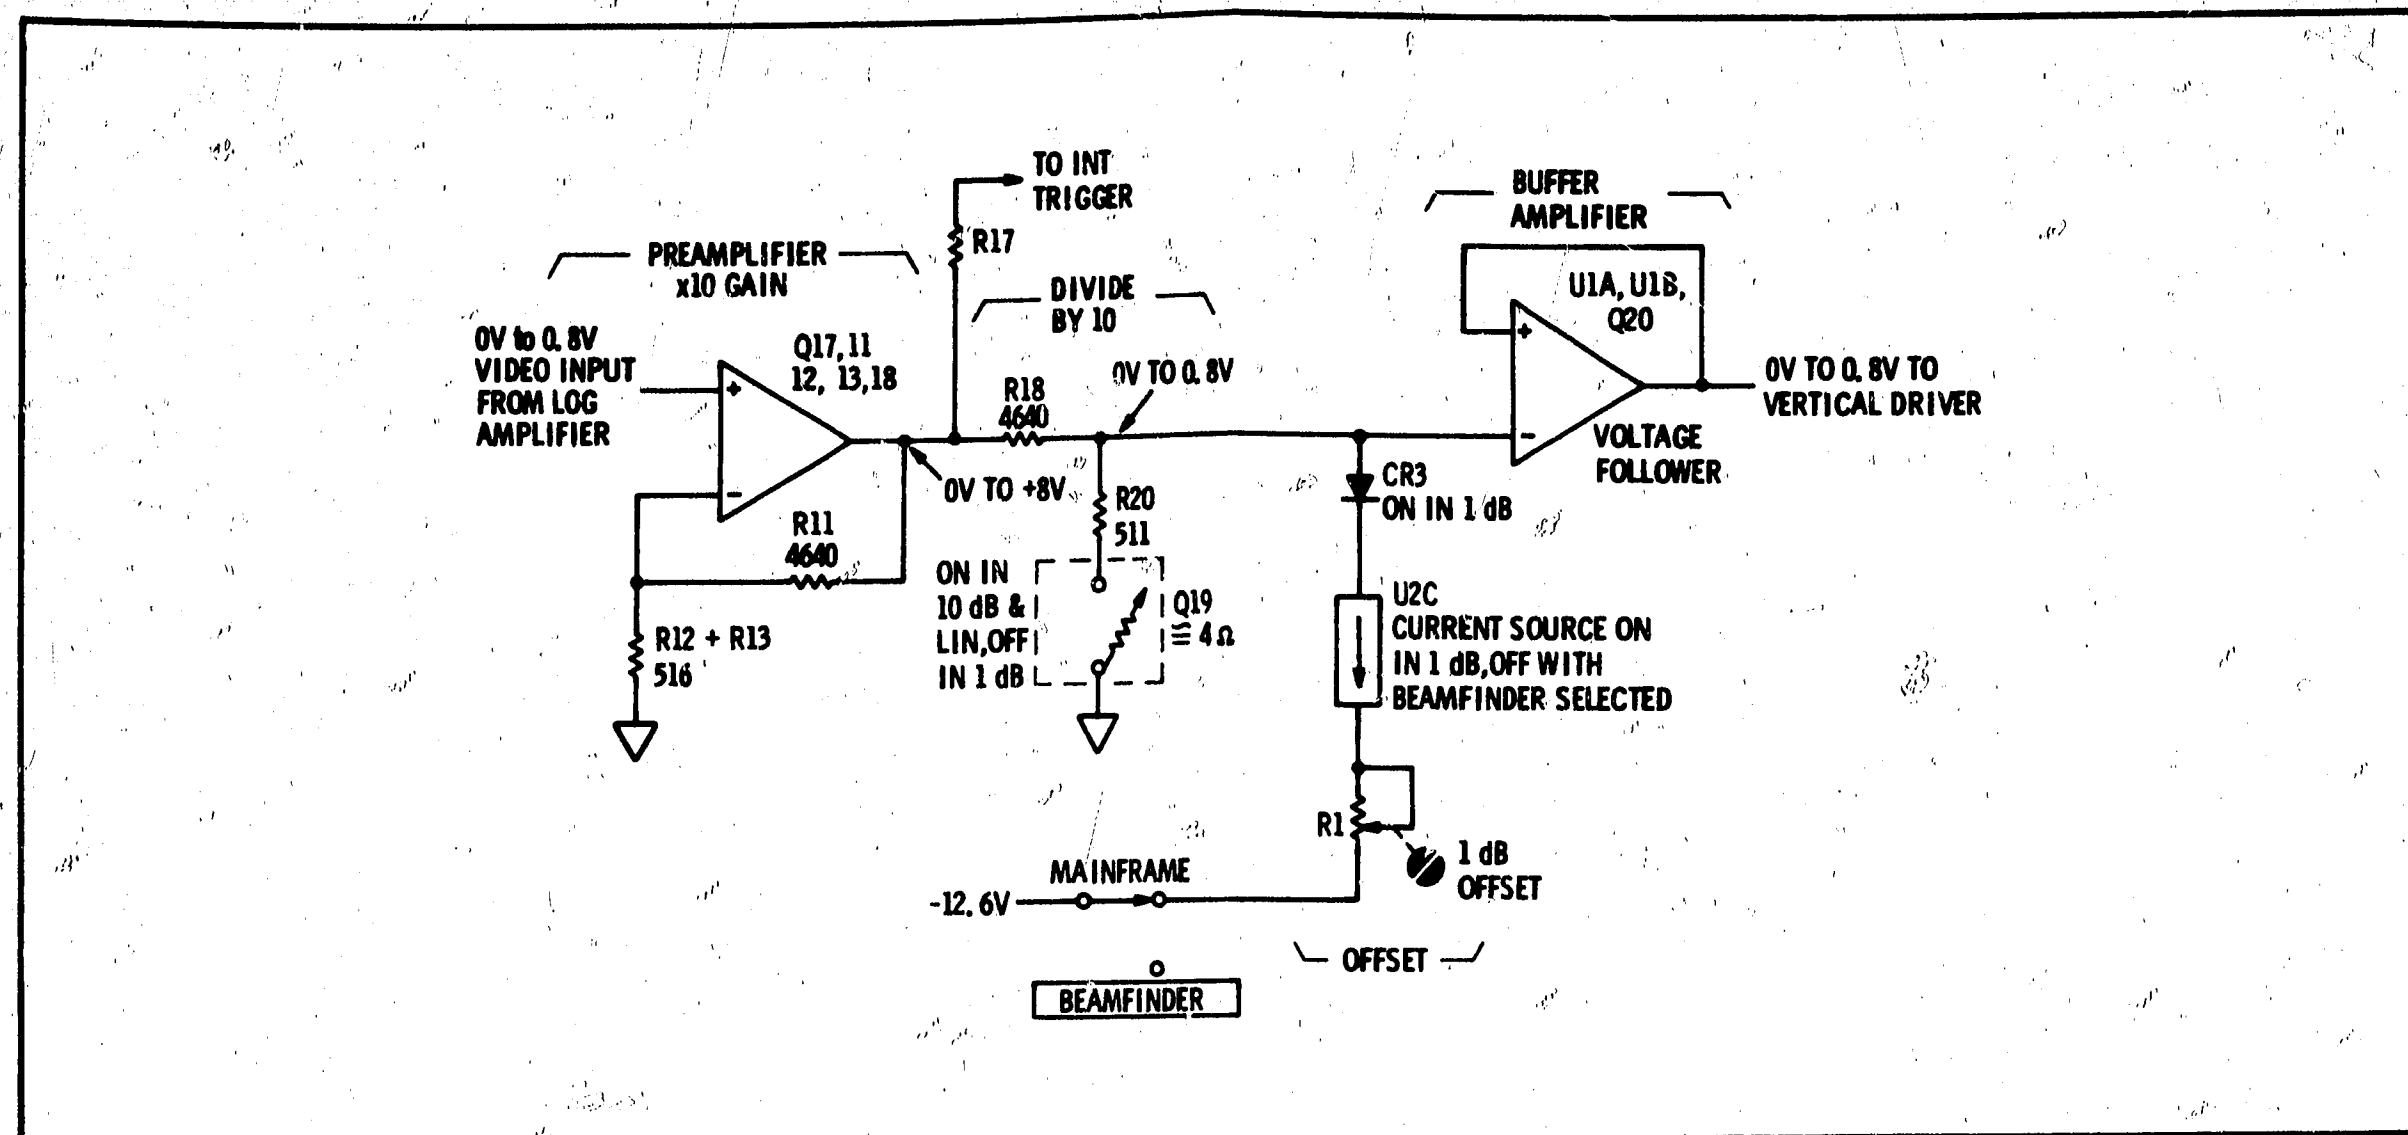 TO INT
TRIGGER
R17
BUFFER
AMPLIFIER
PREAMPLIFIER
x10 GAIN
DIVIDE
BY 10
U1A, U1B,
Q20
0V to 0.8V
VIDEO INPUT
FROM LOG
AMPLIFIER
Q17,11
12, 13,18
+
-
R18
4640
0V TO 0.8V
+
-
0V TO 0.8V TO
VERTICAL DRIVER
VOLTAGE
FOLLOWER
0V TO +8V
R11
4640
R20
511
CR3
ON IN 1 dB
ON IN
10 dB &
LIN,OFF
IN 1 dB
Q19
≅ 4Ω
R12 + R13
516
U2C
CURRENT SOURCE ON
IN 1 dB,OFF WITH
BEAMFINDER SELECTED
R1
1 dB
OFFSET
MAINFRAME
-12.6V
OFFSET
BEAMFINDER